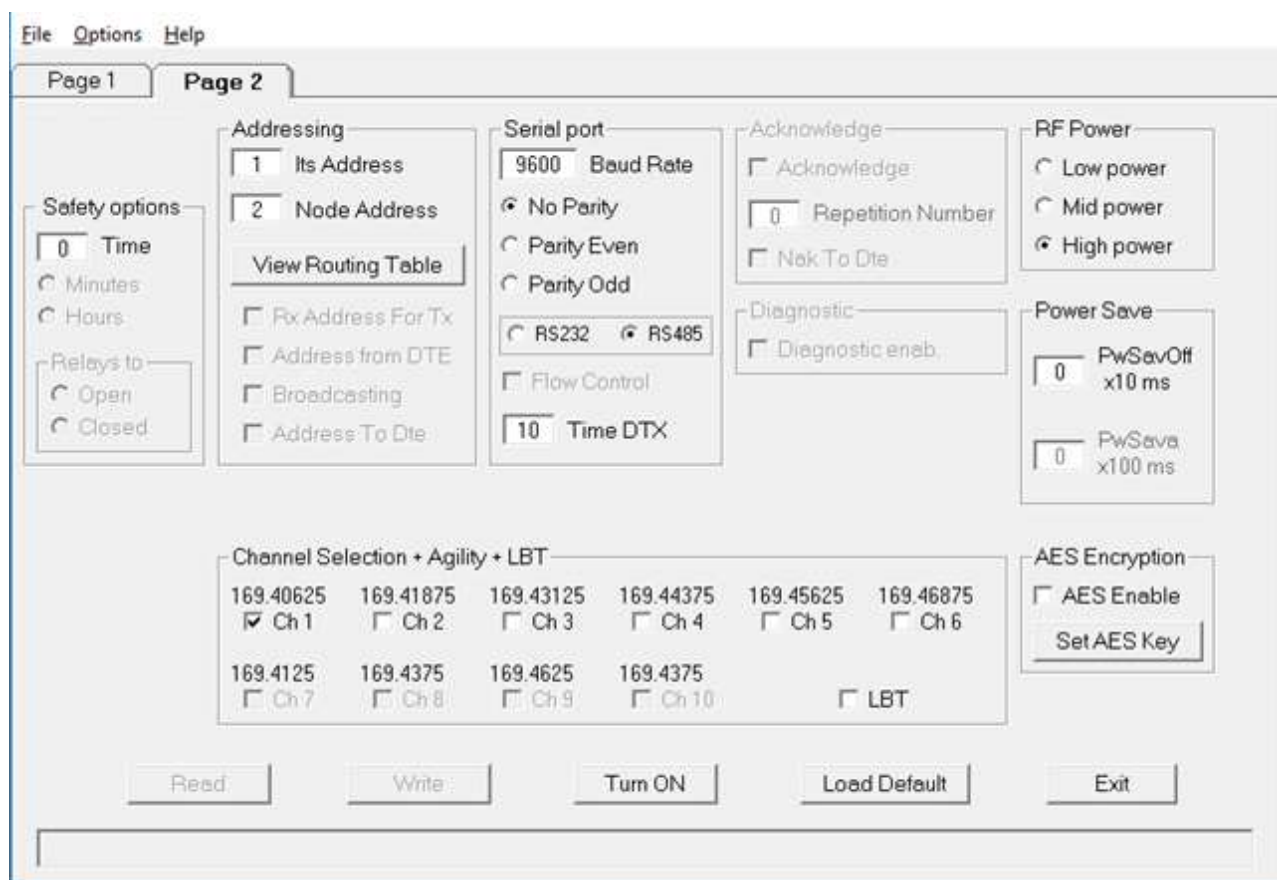 File Options Help
Page 1 Page 2
Safety options
0 Time
Minutes
Hours
Relays to
Open
Closed
Addressing
1 Its Address
2 Node Address
View Routing Table
Rx Address For Tx
Address from DTE
Broadcasting
Address To Dte
Serial port
9600 Baud Rate
No Parity
Parity Even
Parity Odd
RS232 RS485
Flow Control
10 Time DTX
Acknowledge
Acknowledge
0 Repetition Number
Nak To Dte
Diagnostic
Diagnostic enab.
RF Power
Low power
Mid power
High power
Power Save
0 PwSavOff
x10 ms
0 PwSava
x100 ms
Channel Selection + Agility + LBT
169.40625 169.41875 169.43125 169.44375 169.45625 169.46875
Ch 1 Ch 2 Ch 3 Ch 4 Ch 5 Ch 6
169.4125 169.4375 169.4625 169.4375
Ch 7 Ch 8 Ch 9 Ch 10 LBT
AES Encryption
AES Enable
Set AES Key
Read Write Turn ON Load Default Exit